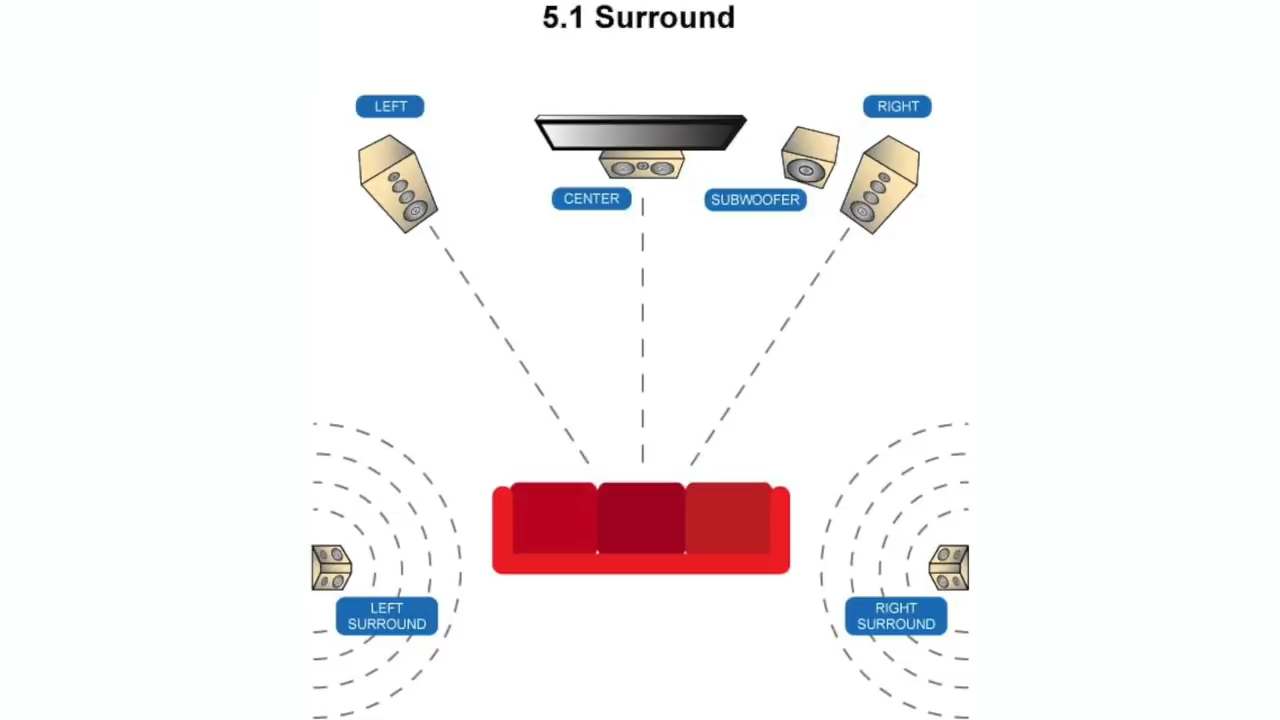 5.1 Surround
LEFT
RIGHT
CENTER
SUBWOOFER
LEFT
SURROUND
RIGHT
SURROUND